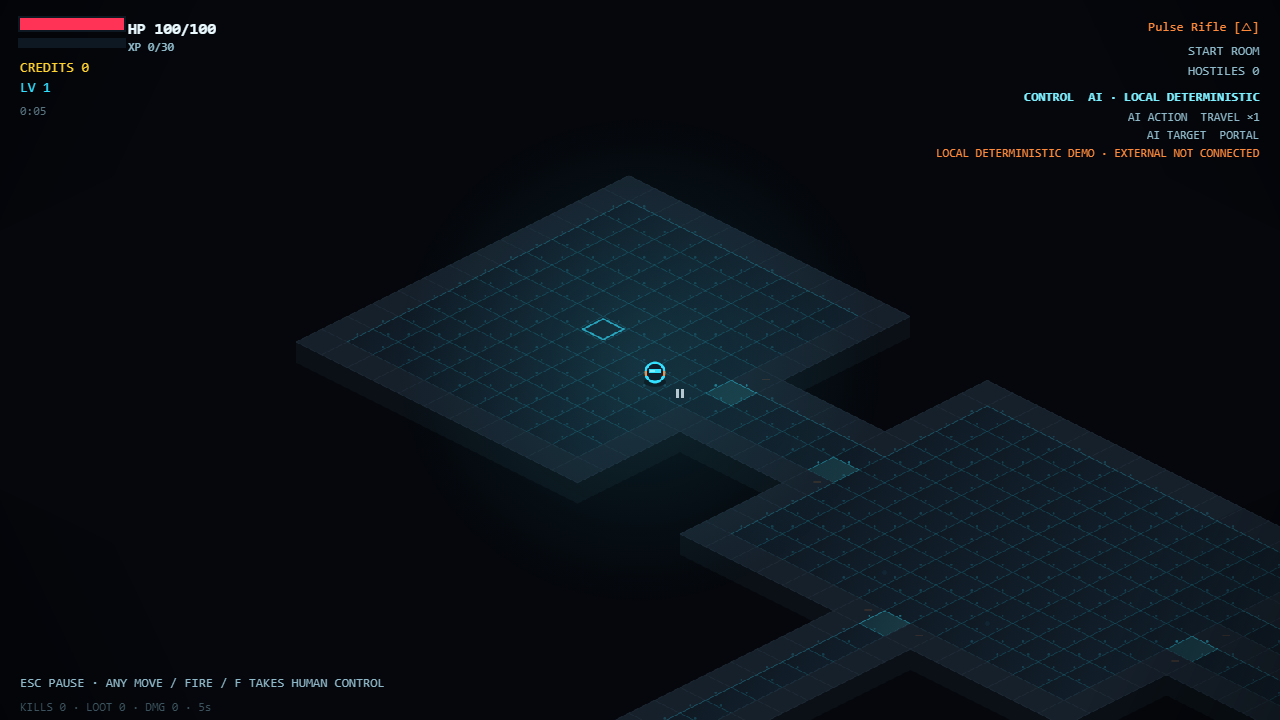 HP 100/100
XP 0/30
CREDITS 0
LV 1
0:05
Pulse Rifle [△]
START ROOM
HOSTILES 0
CONTROL  AI · LOCAL DETERMINISTIC
AI ACTION  TRAVEL ×1
AI TARGET  PORTAL
LOCAL DETERMINISTIC DEMO · EXTERNAL NOT CONNECTED
ESC PAUSE · ANY MOVE / FIRE / F TAKES HUMAN CONTROL
KILLS 0 · LOOT 0 · DMG 0 · 5s